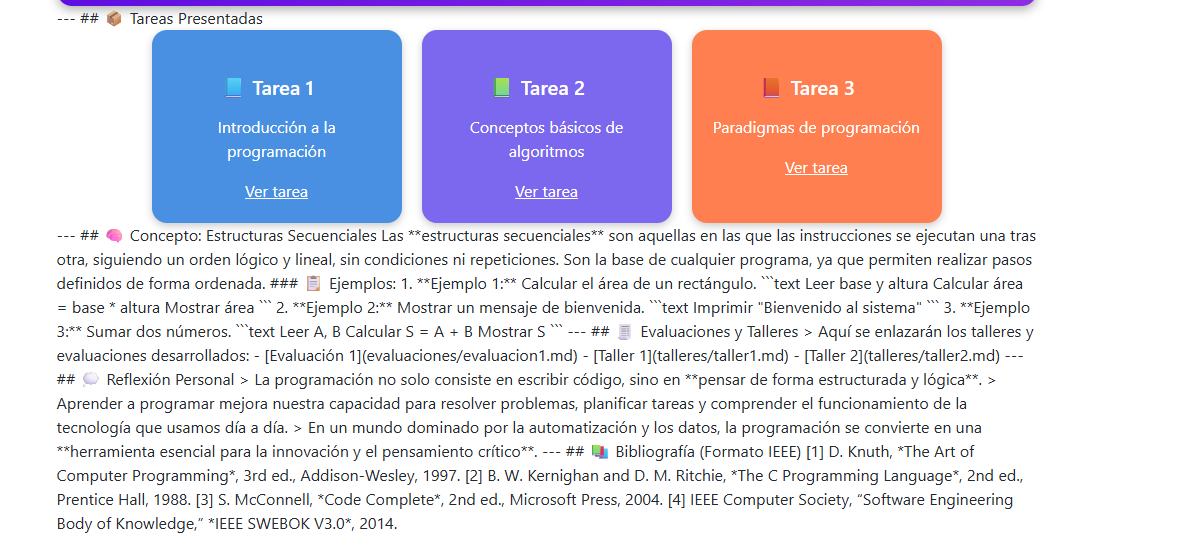 --- ## 📦 Tareas Presentadas
📘 Tarea 1
Introducción a la
programación
Ver tarea
📗 Tarea 2
Conceptos básicos de
algoritmos
Ver tarea
📕 Tarea 3
Paradigmas de programación
Ver tarea
--- ## 🧠 Concepto: Estructuras Secuenciales Las **estructuras secuenciales** son aquellas en las que las instrucciones se ejecutan una tras
otra, siguiendo un orden lógico y lineal, sin condiciones ni repeticiones. Son la base de cualquier programa, ya que permiten realizar pasos
definidos de forma ordenada. ### 📋 Ejemplos: 1. **Ejemplo 1:** Calcular el área de un rectángulo. ```text Leer base y altura Calcular área
= base * altura Mostrar área ``` 2. **Ejemplo 2:** Mostrar un mensaje de bienvenida. ```text Imprimir "Bienvenido al sistema" ``` 3. **Ejemplo
3:** Sumar dos números. ```text Leer A, B Calcular S = A + B Mostrar S ``` --- ## 🧾 Evaluaciones y Talleres > Aquí se enlazarán los talleres y
evaluaciones desarrollados: - [Evaluación 1](evaluaciones/evaluacion1.md) - [Taller 1](talleres/taller1.md) - [Taller 2](talleres/taller2.md) ---
## 💭 Reflexión Personal > La programación no solo consiste en escribir código, sino en **pensar de forma estructurada y lógica**. >
Aprender a programar mejora nuestra capacidad para resolver problemas, planificar tareas y comprender el funcionamiento de la
tecnología que usamos día a día. > En un mundo dominado por la automatización y los datos, la programación se convierte en una
**herramienta esencial para la innovación y el pensamiento crítico**. --- ## 📚 Bibliografía (Formato IEEE) [1] D. Knuth, *The Art of
Computer Programming*, 3rd ed., Addison-Wesley, 1997. [2] B. W. Kernighan and D. M. Ritchie, *The C Programming Language*, 2nd ed.,
Prentice Hall, 1988. [3] S. McConnell, *Code Complete*, 2nd ed., Microsoft Press, 2004. [4] IEEE Computer Society, “Software Engineering
Body of Knowledge,” *IEEE SWEBOK V3.0*, 2014.